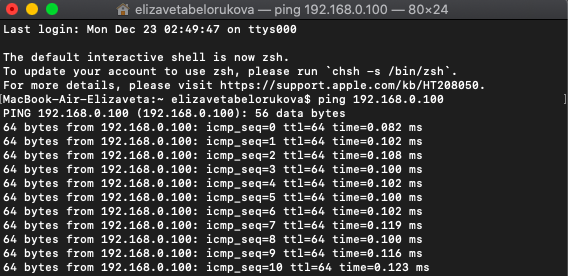 elizavetabelorukova — ping 192.168.0.100 — 80×24
Last login: Mon Dec 23 02:49:47 on ttys000
The default interactive shell is now zsh.
To update your account to use zsh, please run `chsh -s /bin/zsh`.
For more details, please visit https://support.apple.com/kb/HT208050.
[MacBook-Air-Elizaveta:~ elizavetabelorukova$ ping 192.168.0.100 ]
PING 192.168.0.100 (192.168.0.100): 56 data bytes
64 bytes from 192.168.0.100: icmp_seq=0 ttl=64 time=0.082 ms
64 bytes from 192.168.0.100: icmp_seq=1 ttl=64 time=0.102 ms
64 bytes from 192.168.0.100: icmp_seq=2 ttl=64 time=0.108 ms
64 bytes from 192.168.0.100: icmp_seq=3 ttl=64 time=0.100 ms
64 bytes from 192.168.0.100: icmp_seq=4 ttl=64 time=0.102 ms
64 bytes from 192.168.0.100: icmp_seq=5 ttl=64 time=0.100 ms
64 bytes from 192.168.0.100: icmp_seq=6 ttl=64 time=0.102 ms
64 bytes from 192.168.0.100: icmp_seq=7 ttl=64 time=0.119 ms
64 bytes from 192.168.0.100: icmp_seq=8 ttl=64 time=0.100 ms
64 bytes from 192.168.0.100: icmp_seq=9 ttl=64 time=0.116 ms
64 bytes from 192.168.0.100: icmp_seq=10 ttl=64 time=0.123 ms